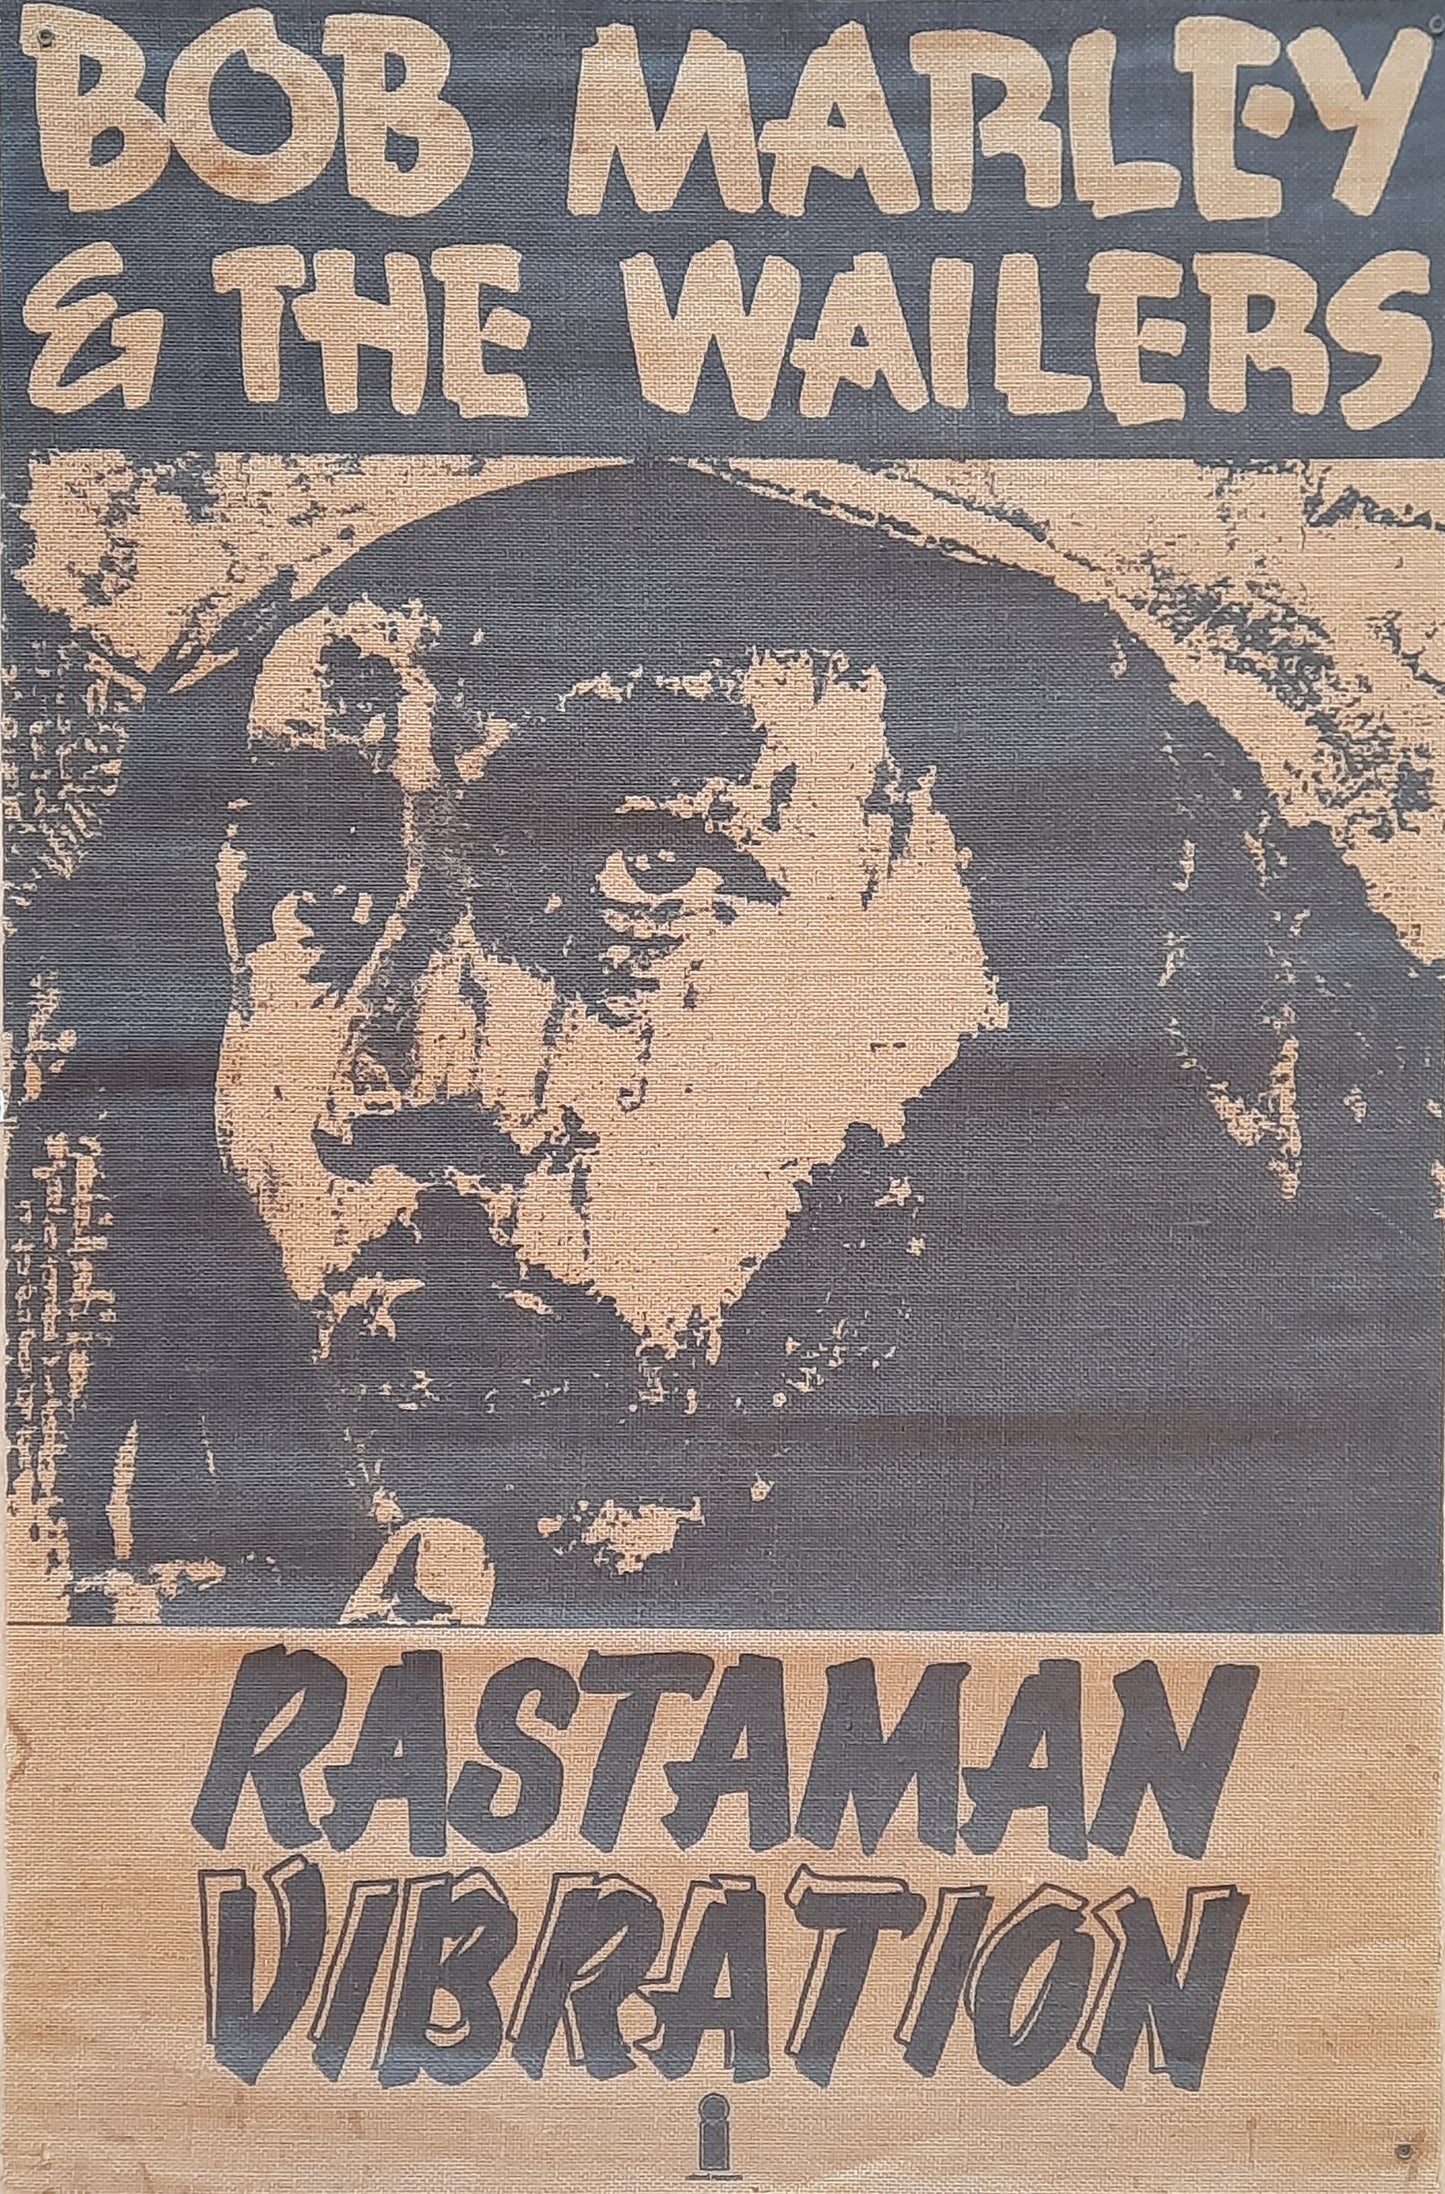 BOB MARLEY
& THE WAILERS
RASTAMAN
VIBRATION
i